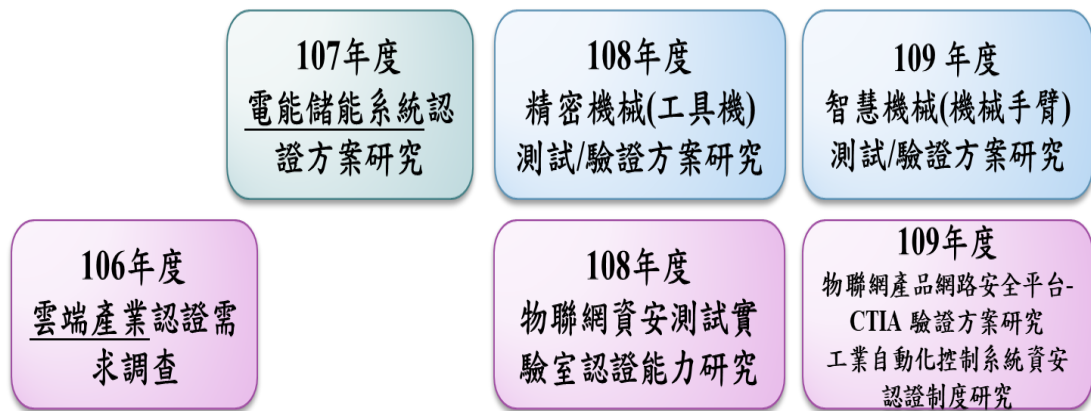 107年度
電能儲能系統認
證方案研究
108年度
精密機械(工具機)
測試/驗證方案研究
109 年度
智慧機械(機械手臂)
測試/驗證方案研究
106年度
雲端產業認證需
求調查
108年度
物聯網資安測試實
驗室認證能力研究
109年度
物聯網產品網路安全平台-
CTIA 驗證方案研究
工業自動化控制系統資安
認證制度研究